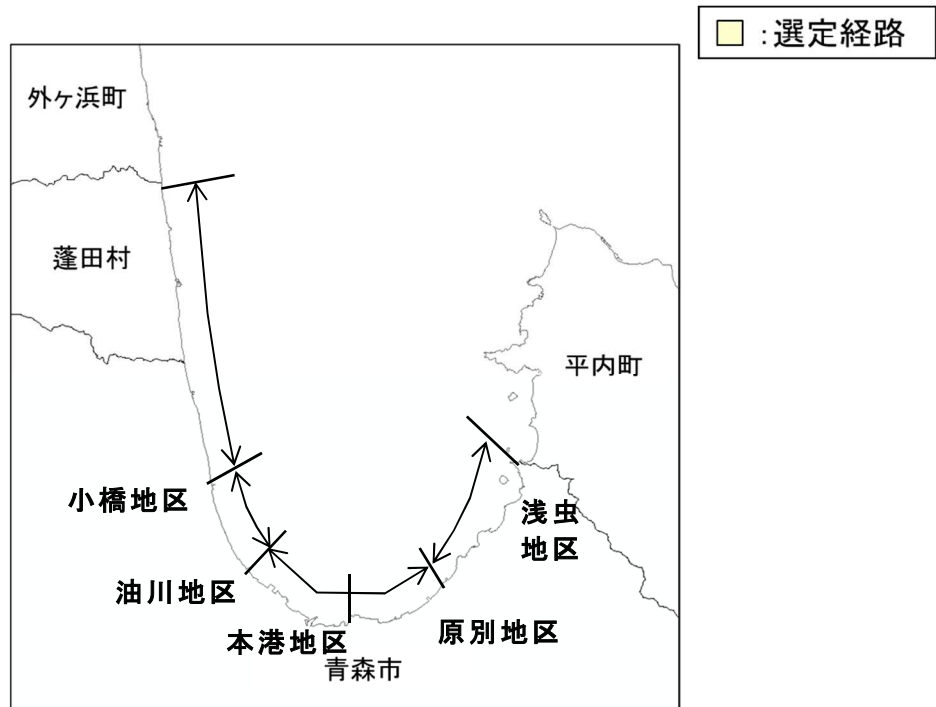 ：選定経路
外ヶ浜町
蓬田村
平内町
小橋地区
浅虫
地区
油川地区
原別地区
本港地区
青森市